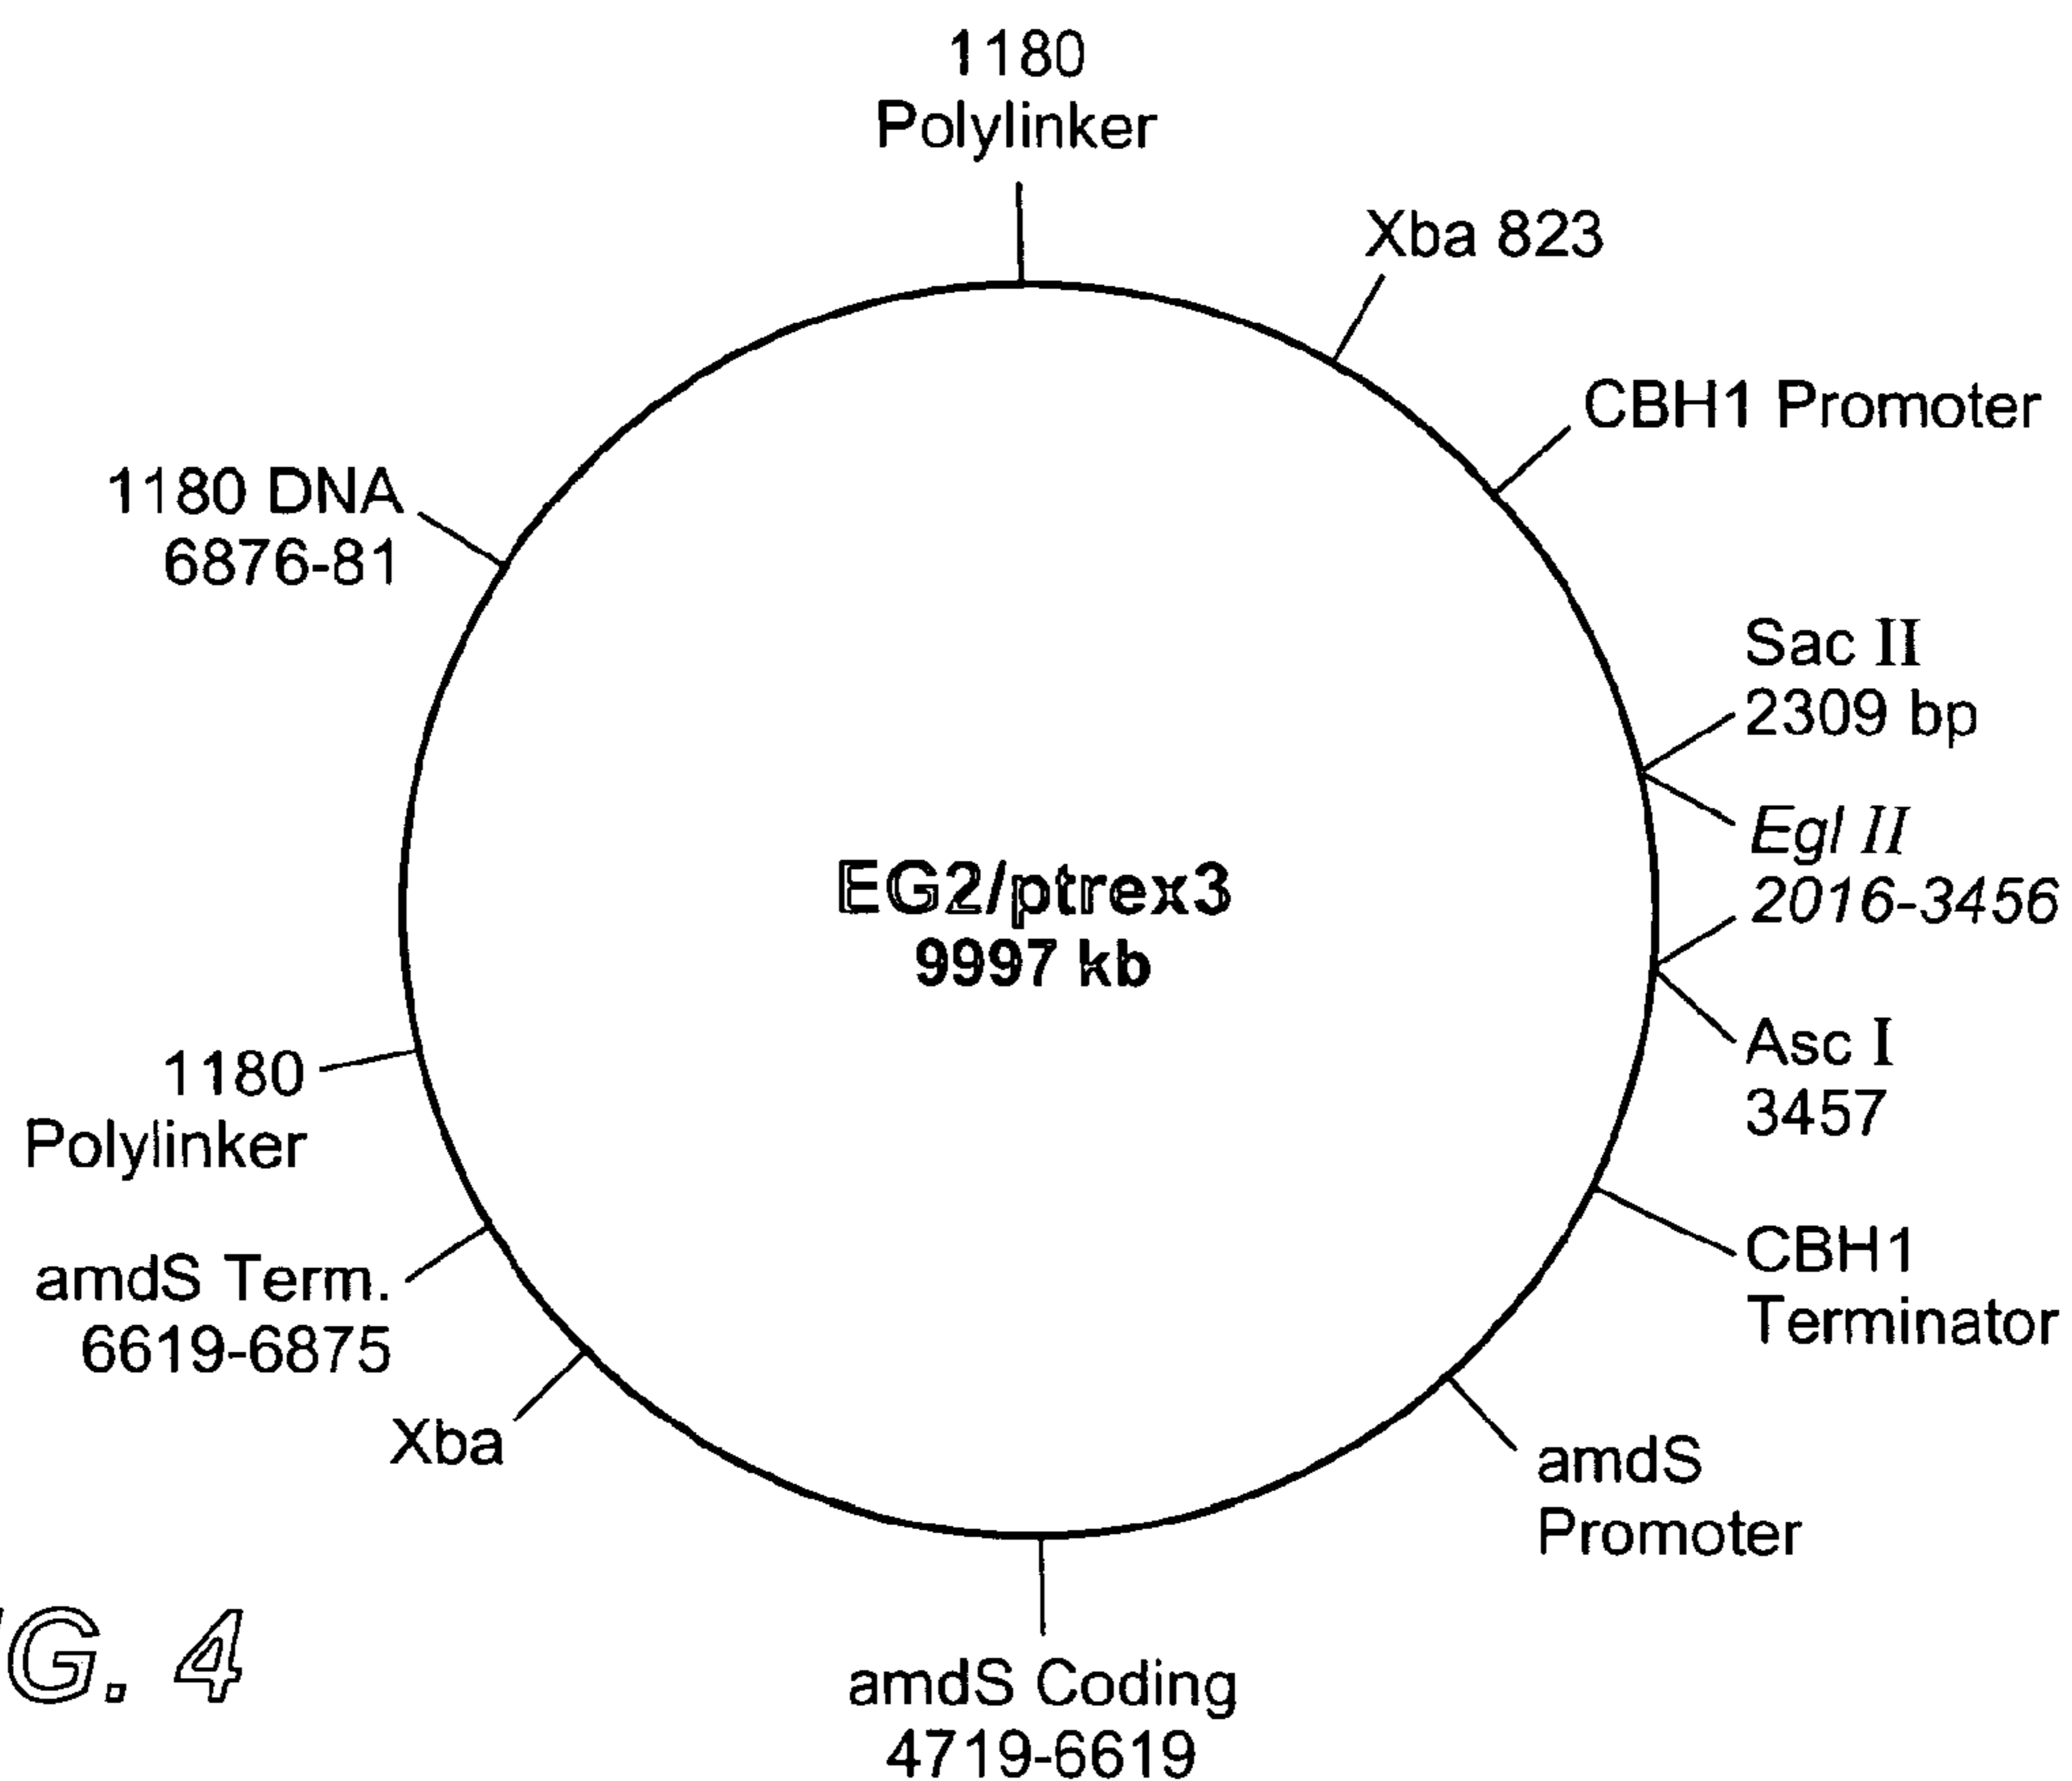 1180
Polylinker
Xba 823
CBH1 Promoter
Sac II
2309 bp
Egl II
2016-3456
Asc I
3457
CBH1
Terminator
amdS
Promoter
amdS Coding
4719-6619
Xba
amdS Term.
6619-6875
1180
Polylinker
1180 DNA
6876-81
EG2/ptrex3
9997 kb
G. 4